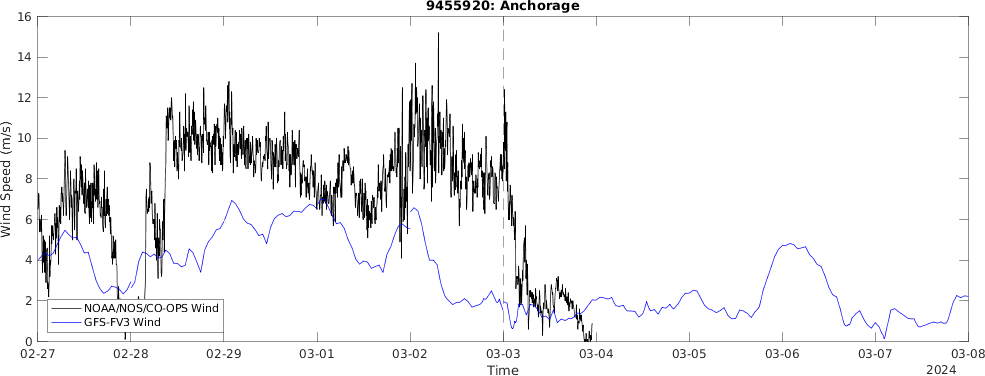 9455920: Anchorage
16
14
12
10
8
6
4
2
0
Wind Speed (m/s)
NOAA/NOS/CO-OPS Wind
GFS-FV3 Wind
02-27 02-28 02-29 03-01 03-02 03-03 03-04 03-05 03-06 03-07 03-08
Time
2024